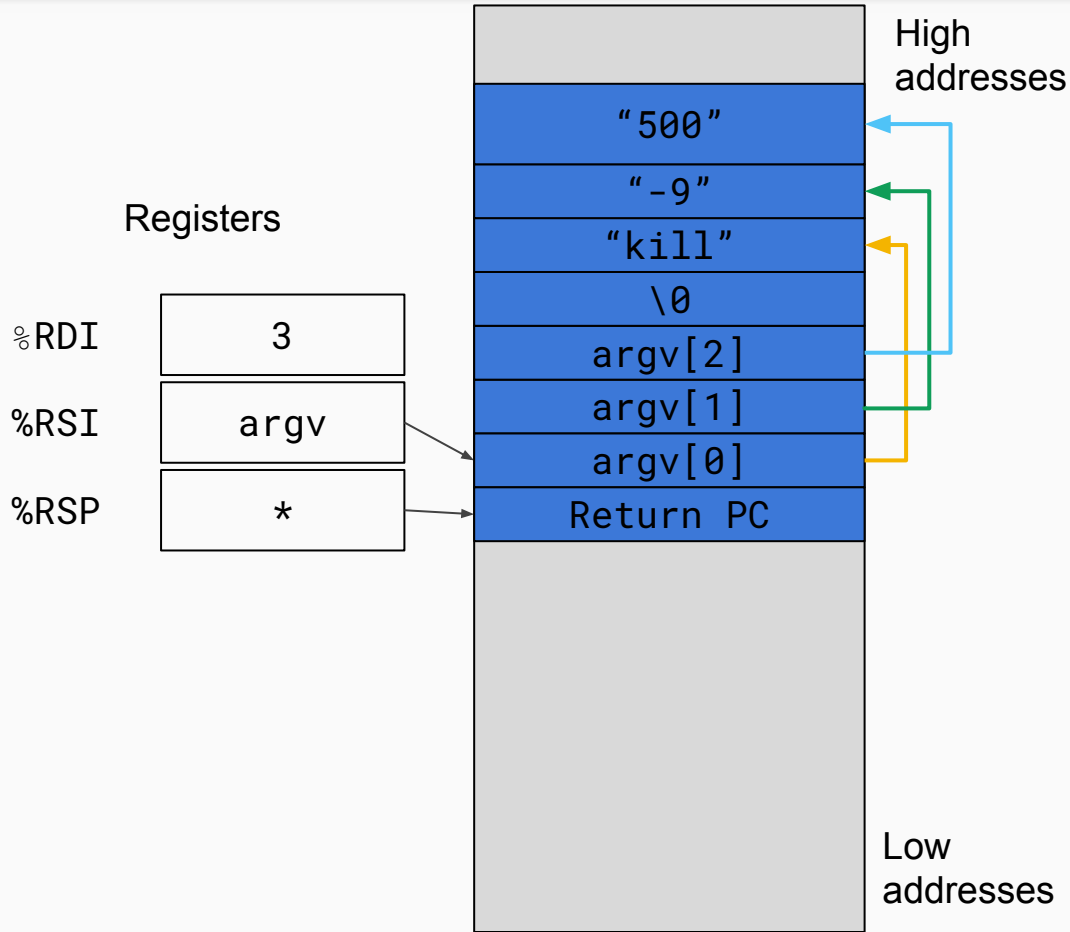 High
addresses
“500”
“-9”
Registers
“kill”
\0
%RDI
3
argv[2]
argv[1]
%RSI
argv
argv[0]
%RSP
*
Return PC
Low
addresses